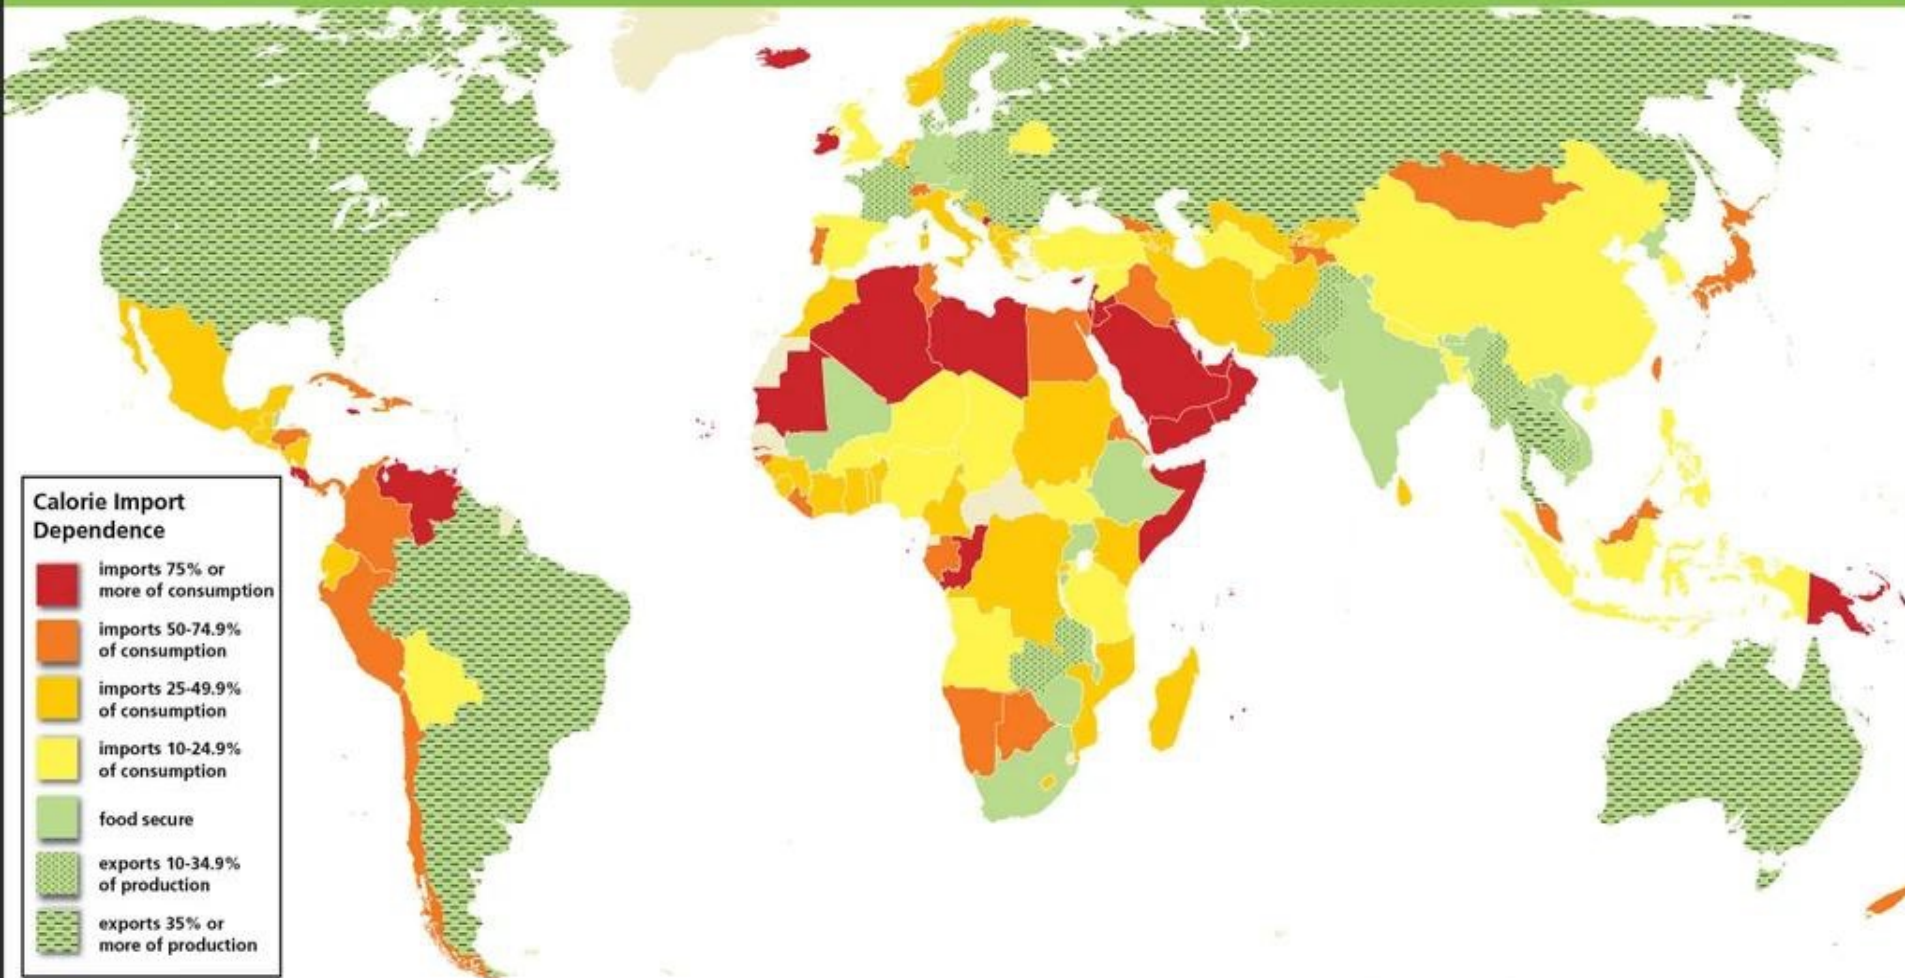 Calorie Import
Dependence
imports 75% or
more of consumption
imports 50-74.9%
of consumption
imports 25-49.9%
of consumption
imports 10-24.9%
of consumption
food secure
exports 10-34.9%
of production
exports 35% or
more of production